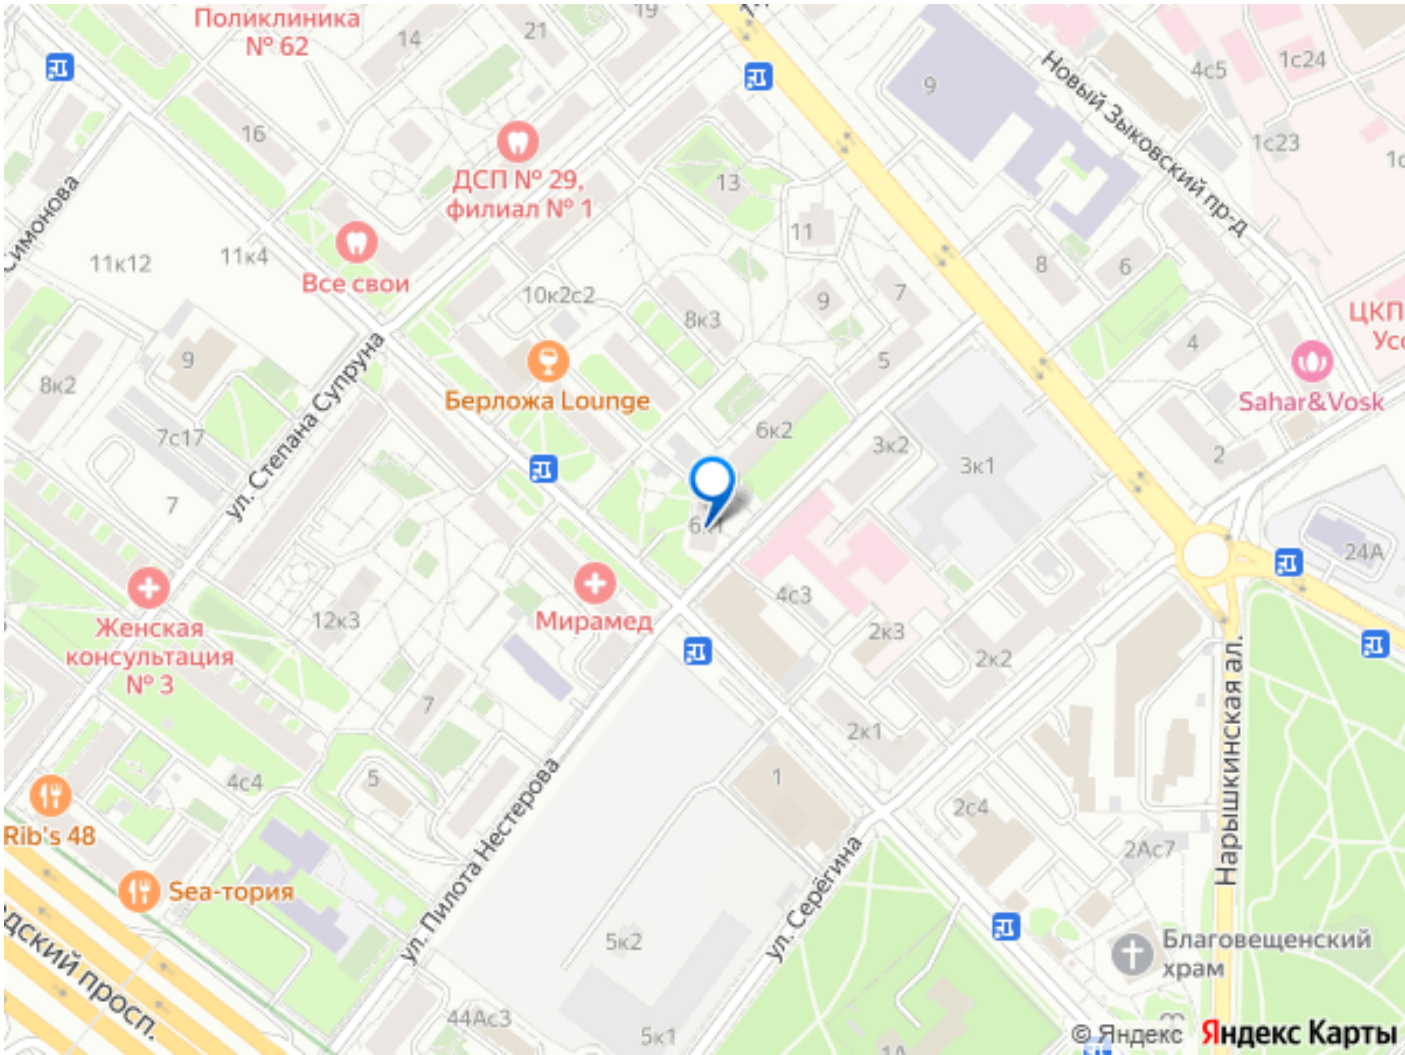 Поликлиника
№ 62
14
21
19
9
4с5
1с24
Новый Зыковский пр-д
1с23
16
ДСП № 29,
филиал № 1
13
11
Симонова
11к12
11к4
Все свои
10к2с2
8к3
9
7
8
6
ЦКП
8к2
9
ул. Степана Супруна
Берложа Lounge
5
4
Sahar&Vosk
7с17
6к2
3к2
3к1
2
7
6к1
24А
Женская
консультация
№ 3
12к3
Мирамед
4с3
2к3
2к2
7
2к1
Нарышкинская ал.
4с4
5
1
2с4
Rib's 48
2Ас7
Sea-тория
ул. Пилота Нестерова
ул. Серёгина
дский просп.
5к2
Благовещенский
храм
44Ас3
5к1
1А
© Яндекс Яндекс Карты